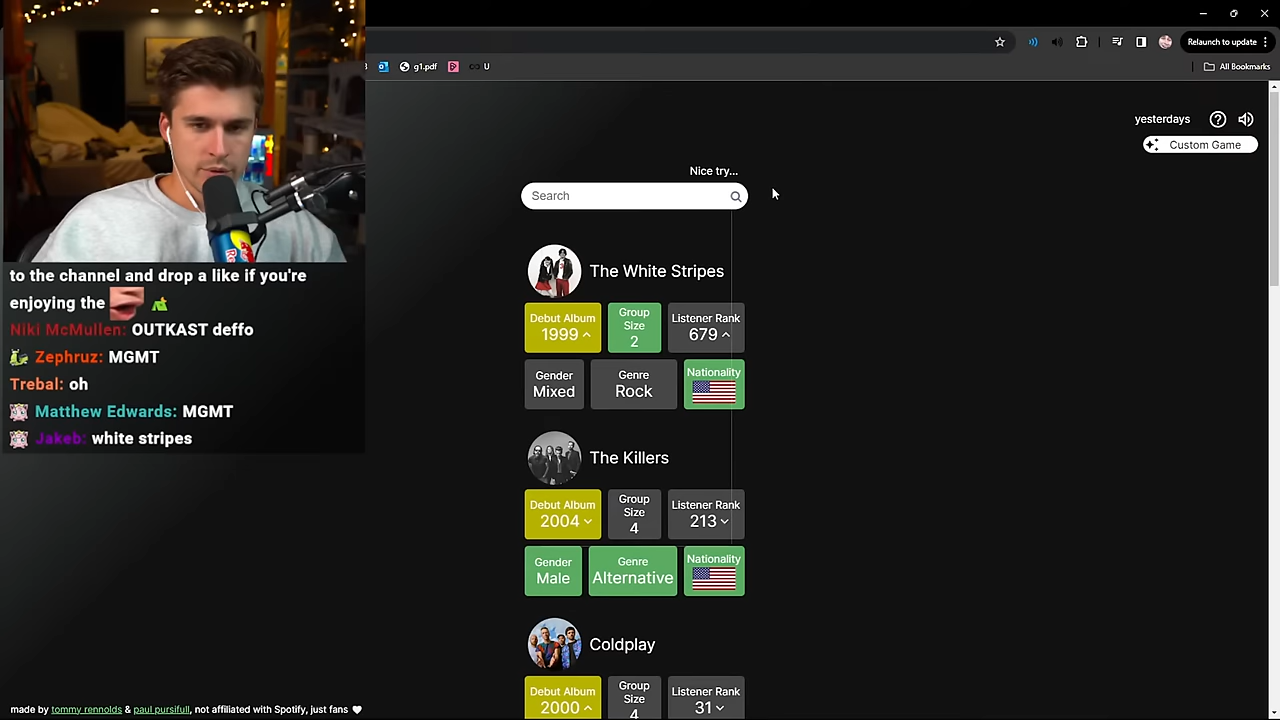 Relaunch to update
g1.pdf
U
All Bookmarks
yesterdays
Custom Game
Nice try...
Search
to the channel and drop a like if you're
enjoying the
Niki McMullen: OUTKAST deffo
Zephruz: MGMT
Trebal: oh
Matthew Edwards: MGMT
Jakeb: white stripes
The White Stripes
Debut Album
1999
Group
Size
2
Listener Rank
679
Gender
Mixed
Genre
Rock
Nationality
The Killers
Debut Album
2004
Group
Size
4
Listener Rank
213
Gender
Male
Genre
Alternative
Nationality
Coldplay
Debut Album
2000
Group
Size
4
Listener Rank
31
made by tommy rennolds & paul pursifull, not affiliated with Spotify, just fans